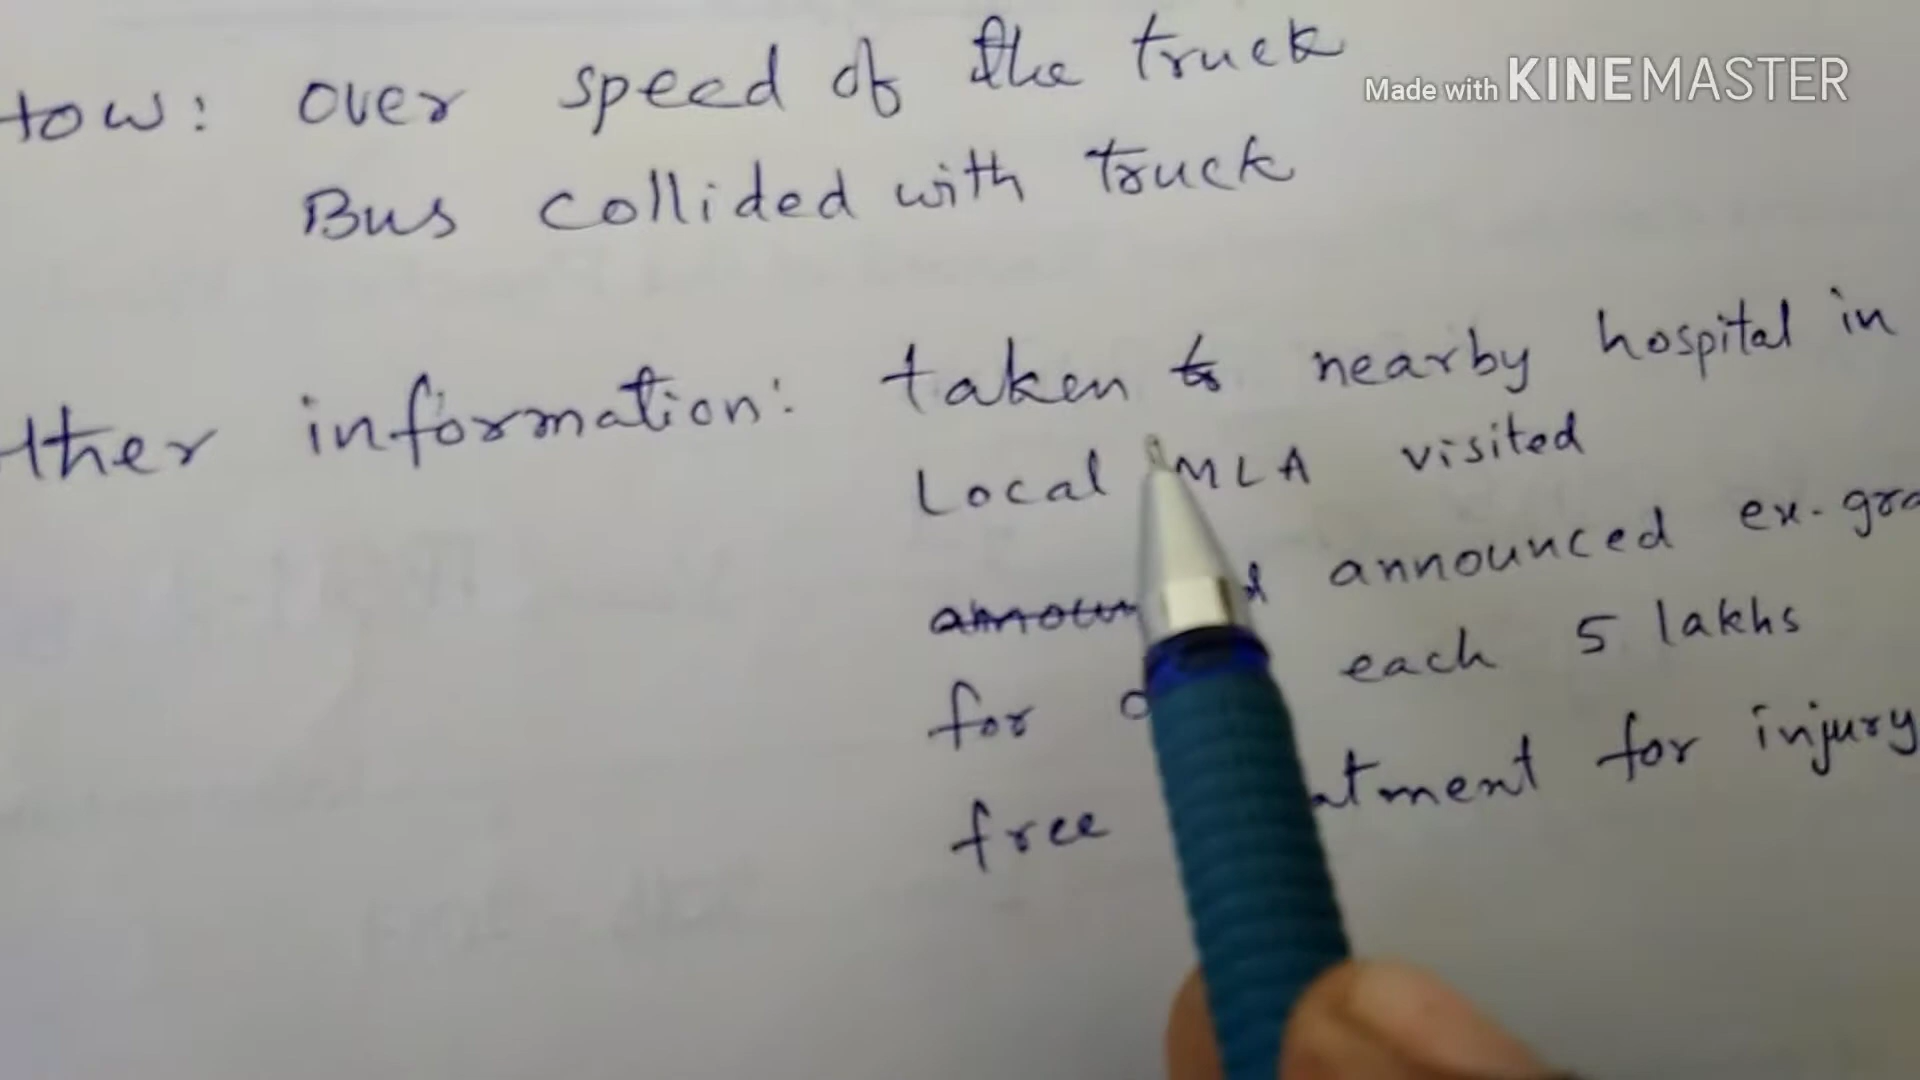 tow: over speed of the truck
Made with KINEMASTER
Bus collided with truck
ther information: taken to nearby hospital in
Local MLA visited
announced ex-gra
for each 5 lakhs
free for injury